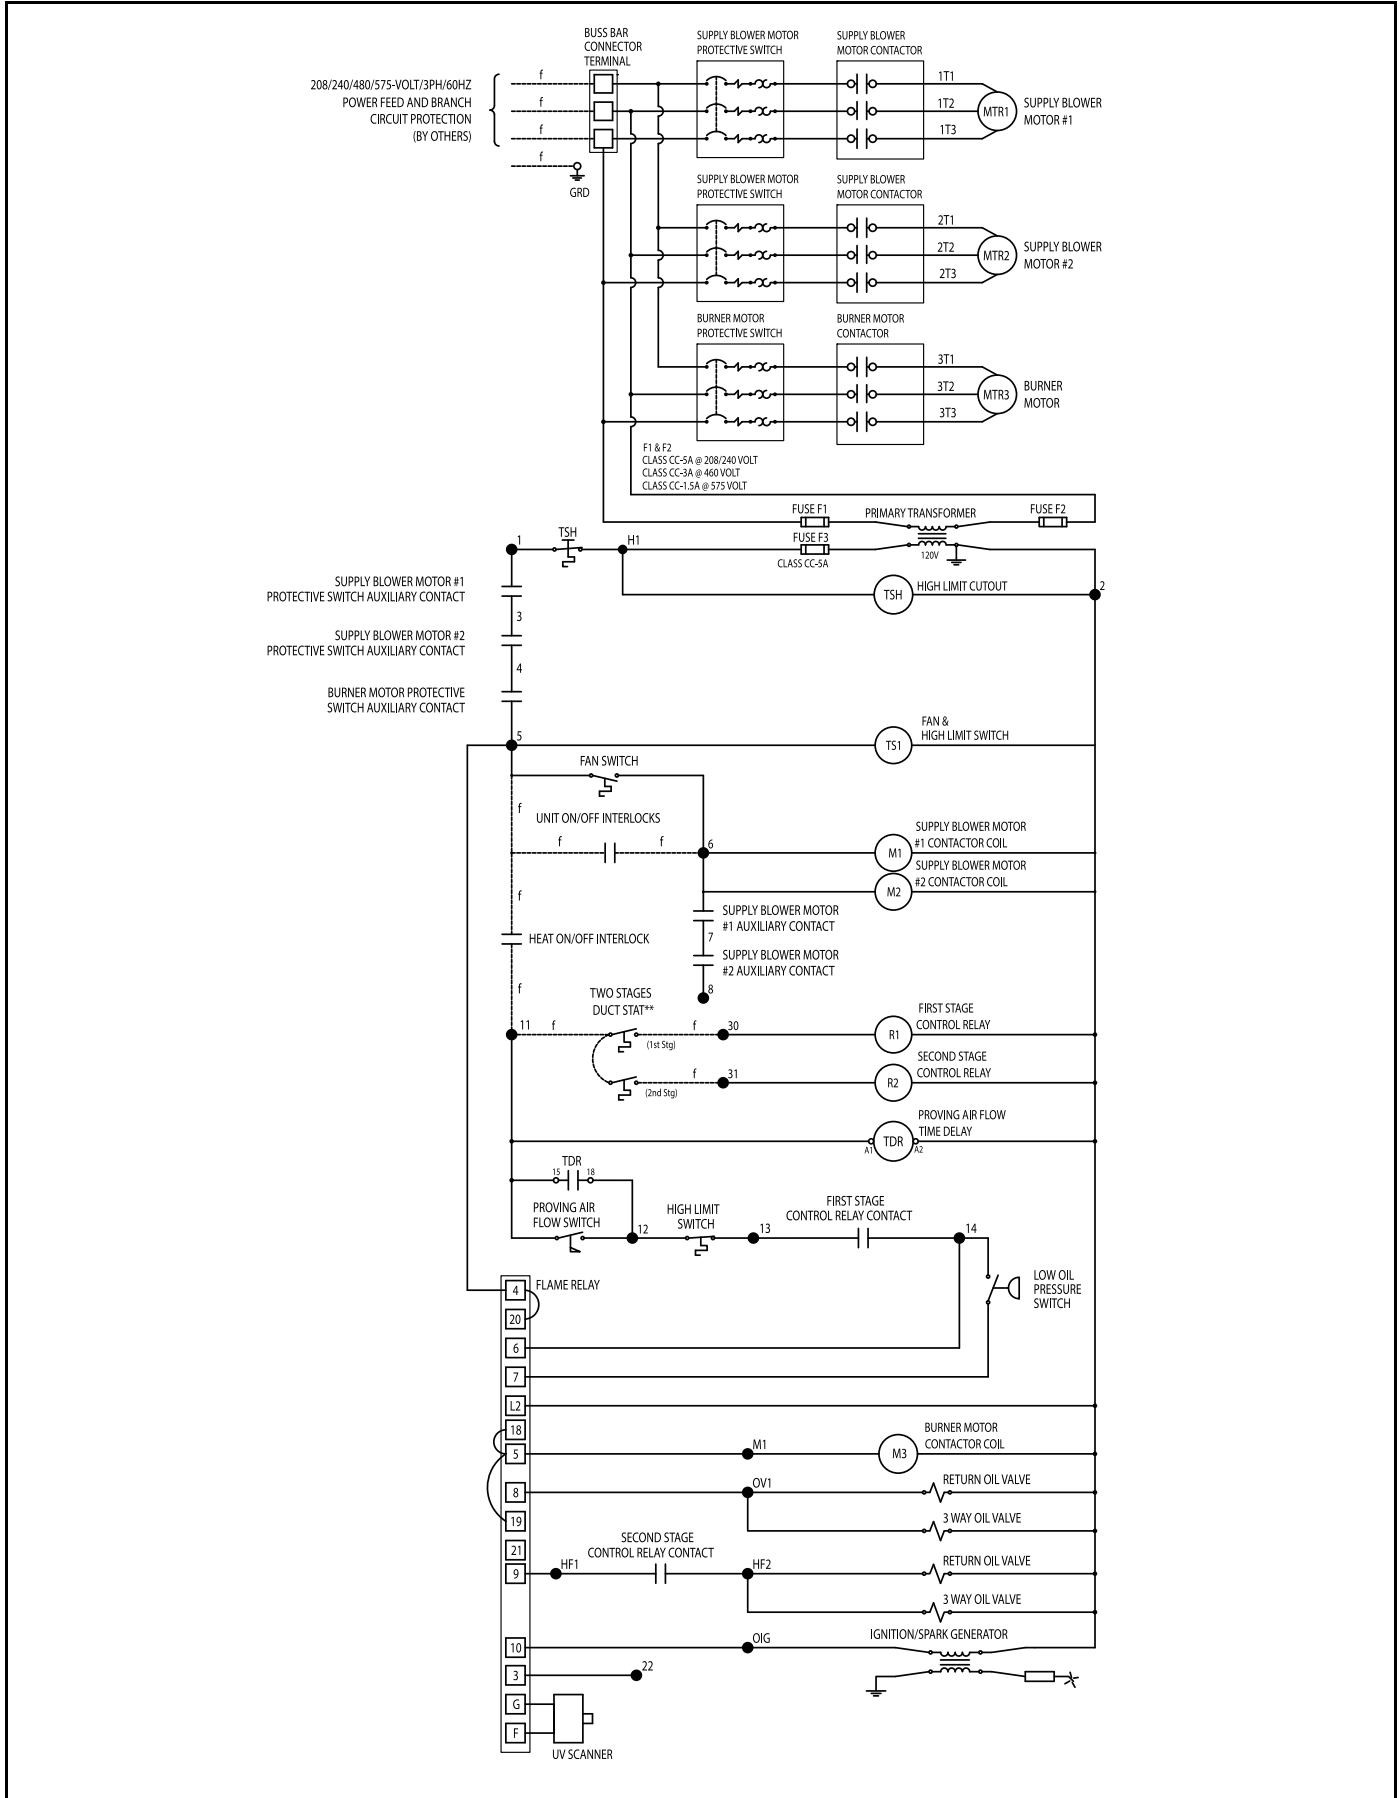 BUSS BAR
CONNECTOR
TERMINAL
SUPPLY BLOWER MOTOR
PROTECTIVE SWITCH
SUPPLY BLOWER
MOTOR CONTACTOR
208/240/480/575-VOLT/3PH/60HZ
POWER FEED AND BRANCH
CIRCUIT PROTECTION
(BY OTHERS)
f
f
f
f
GRD
1T1
1T2
1T3
MTR1
SUPPLY BLOWER
MOTOR #1
SUPPLY BLOWER MOTOR
PROTECTIVE SWITCH
SUPPLY BLOWER
MOTOR CONTACTOR
2T1
2T2
2T3
MTR2
SUPPLY BLOWER
MOTOR #2
BURNER MOTOR
PROTECTIVE SWITCH
BURNER MOTOR
CONTACTOR
3T1
3T2
3T3
MTR3
BURNER
MOTOR
F1 & F2
CLASS CC-5A @ 208/240 VOLT
CLASS CC-3A @ 460 VOLT
CLASS CC-1.5A @ 575 VOLT
FUSE F1
PRIMARY TRANSFORMER
FUSE F2
1
TSH
H1
FUSE F3
CLASS CC-5A
120V
SUPPLY BLOWER MOTOR #1
PROTECTIVE SWITCH AUXILIARY CONTACT
TSH
HIGH LIMIT CUTOUT
2
3
SUPPLY BLOWER MOTOR #2
PROTECTIVE SWITCH AUXILIARY CONTACT
4
BURNER MOTOR PROTECTIVE
SWITCH AUXILIARY CONTACT
5
TS1
FAN &
HIGH LIMIT SWITCH
FAN SWITCH
f
UNIT ON/OFF INTERLOCKS
f
f
6
M1
SUPPLY BLOWER MOTOR
#1 CONTACTOR COIL
M2
SUPPLY BLOWER MOTOR
#2 CONTACTOR COIL
f
SUPPLY BLOWER MOTOR
#1 AUXILIARY CONTACT
HEAT ON/OFF INTERLOCK
7
SUPPLY BLOWER MOTOR
#2 AUXILIARY CONTACT
f
8
TWO STAGES
DUCT STAT**
11
f
(1st Stg)
f
30
R1
FIRST STAGE
CONTROL RELAY
(2nd Stg)
f
31
R2
SECOND STAGE
CONTROL RELAY
A1
TDR
A2
PROVING AIR FLOW
TIME DELAY
TDR
15
18
PROVING AIR
FLOW SWITCH
12
HIGH LIMIT
SWITCH
13
FIRST STAGE
CONTROL RELAY CONTACT
14
LOW OIL
PRESSURE
SWITCH
4
FLAME RELAY
20
6
7
L2
18
5
M1
M3
BURNER MOTOR
CONTACTOR COIL
8
OV1
RETURN OIL VALVE
19
3 WAY OIL VALVE
21
9
HF1
SECOND STAGE
CONTROL RELAY CONTACT
HF2
RETURN OIL VALVE
3 WAY OIL VALVE
10
OIG
IGNITION/SPARK GENERATOR
3
22
G
F
UV SCANNER